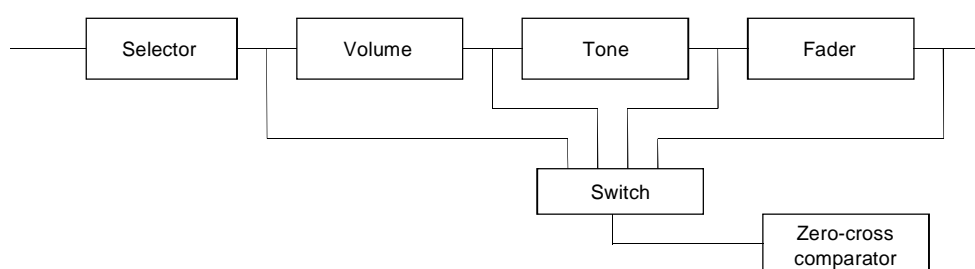 Selector
Volume
Tone
Fader
Switch
Zero-cross
comparator